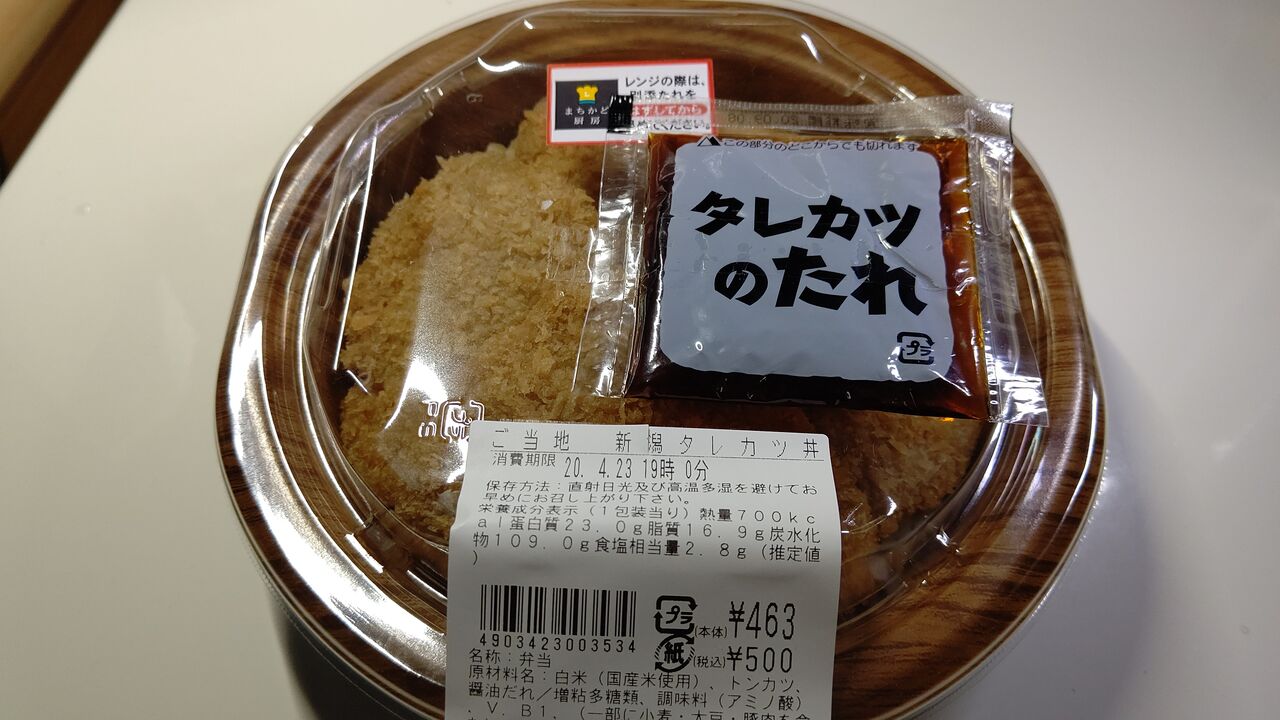 レンジの際は、
別添たれを
はずしてから
めてください。
まちかど
厨房
この部分のどこからでも切れます
タレカツ
のたれ
プラ
ご当地 新潟タレカツ丼
消費期限 20. 4.23 19時 0分
保存方法:直射日光及び高温多湿を避けてお
早めにお召し上がり下さい。
栄養成分表示(1包装当り)熱量700kc
al蛋白質23.0g脂質16.9g炭水化
物109.0g食塩相当量2.8g(推定値
)
プラ
(本体)¥463
4903423003534
紙
(税込)¥500
名称:弁当
原材料名:白米(国産米使用)、トンカツ、
醤油だれ/増粘多糖類、調味料(アミノ酸)
、V.B1、(一部に小麦・大豆・豚肉を含